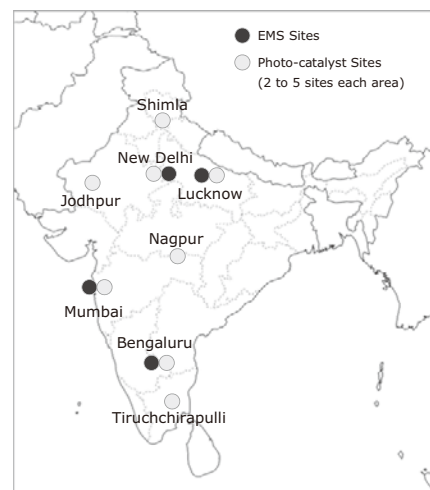 EMS Sites
Photo-catalyst Sites
(2 to 5 sites each area)
Shimla
New Delhi
Lucknow
Jodhpur
Nagpur
Mumbai
Bengaluru
Tiruchchirapulli